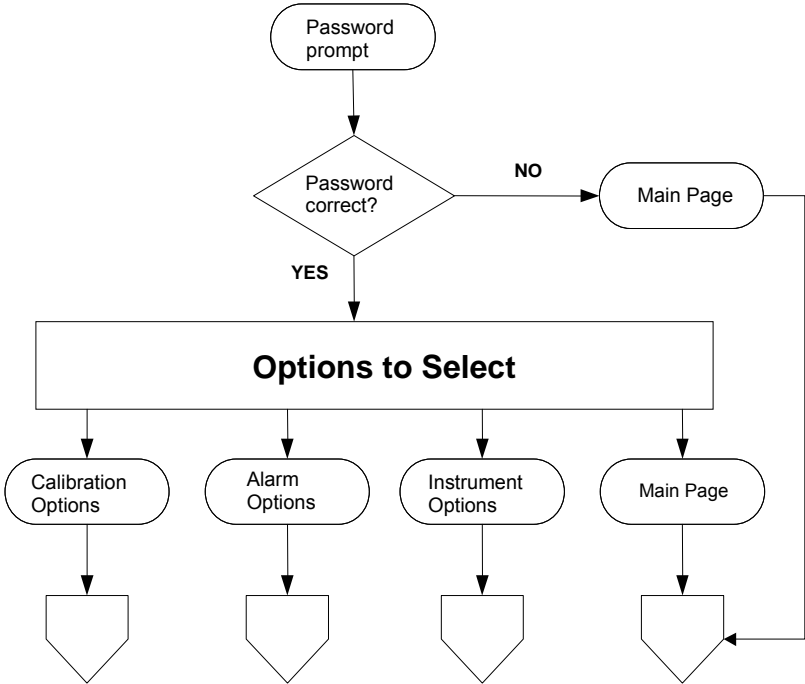 Password
prompt
Password
correct?
NO
Main Page
YES
Options to Select
Calibration
Options
Alarm
Options
Instrument
Options
Main Page